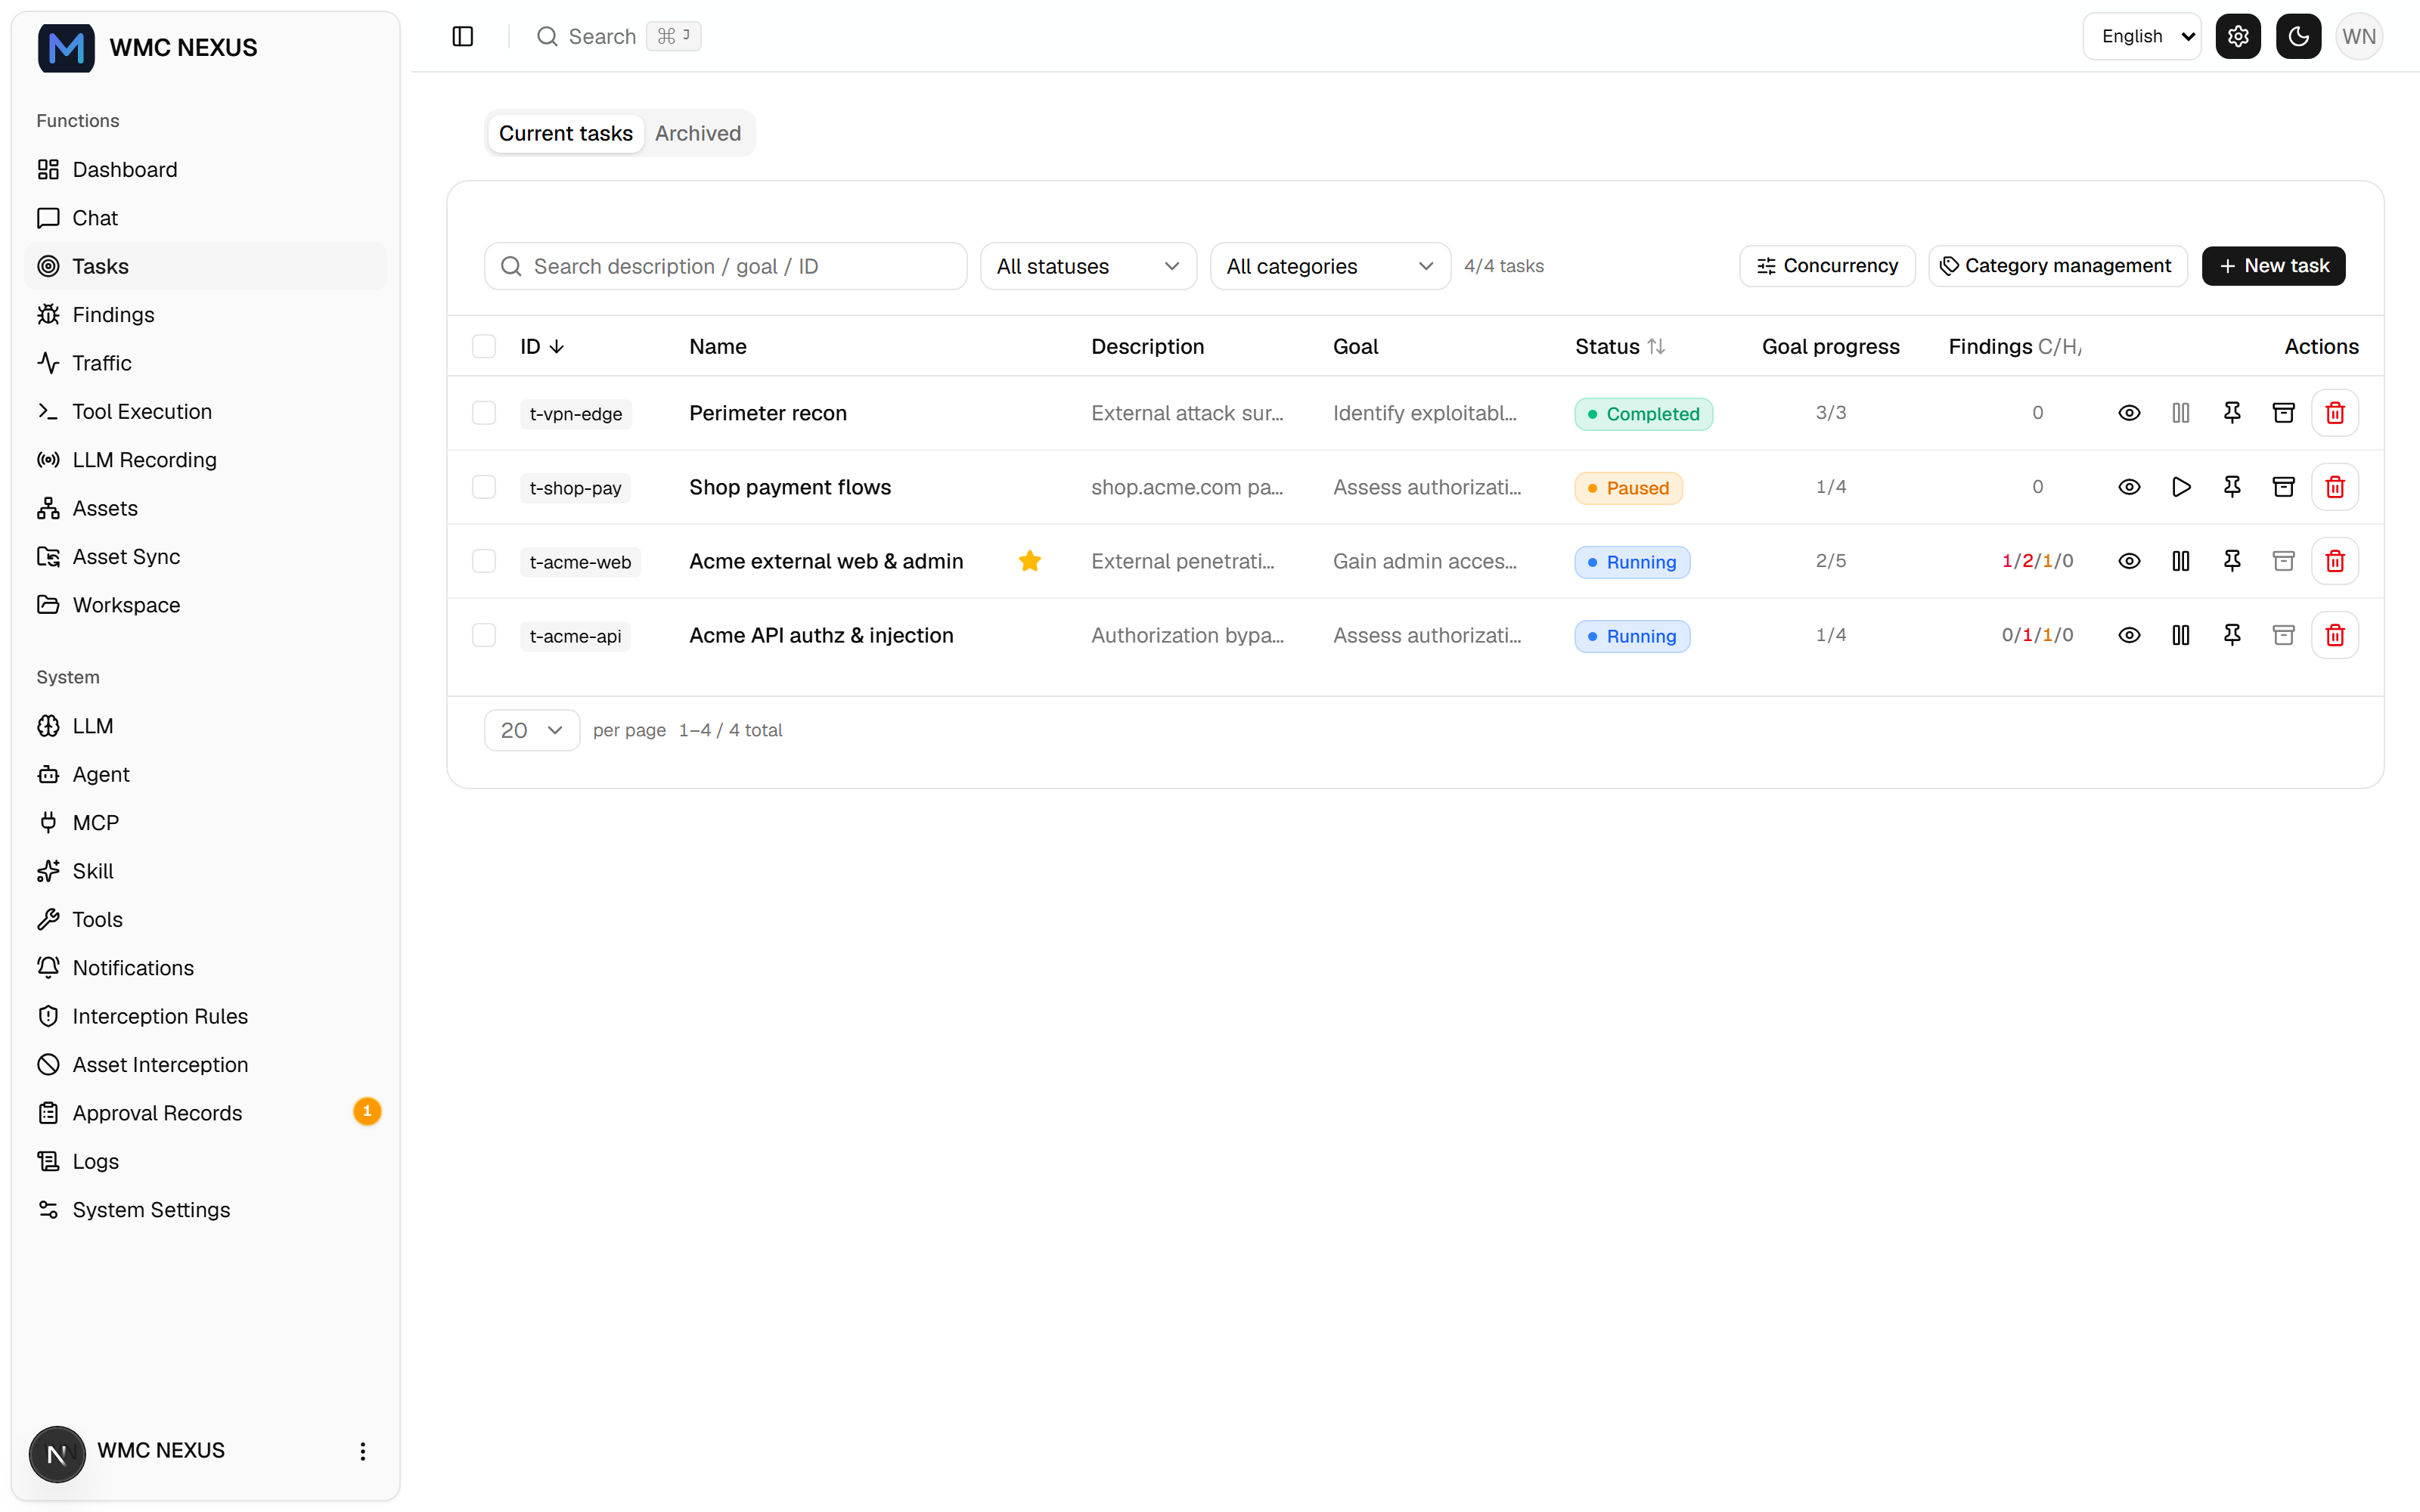 WMC NEXUS
Search ⌘ J
English
WN
Functions
Dashboard
Chat
Tasks
Findings
Traffic
Tool Execution
LLM Recording
Assets
Asset Sync
Workspace
System
LLM
Agent
MCP
Skill
Tools
Notifications
Interception Rules
Asset Interception
Approval Records 1
Logs
System Settings
N WMC NEXUS
Current tasks Archived
Search description / goal / ID All statuses All categories 4/4 tasks Concurrency Category management + New task
ID Name Description Goal Status Goal progress Findings C/H/ Actions
t-vpn-edge Perimeter recon External attack sur... Identify exploitabl... Completed 3/3 0
t-shop-pay Shop payment flows shop.acme.com pa... Assess authorizati... Paused 1/4 0
t-acme-web Acme external web & admin External penetrati... Gain admin acces... Running 2/5 1/2/1/0
t-acme-api Acme API authz & injection Authorization bypa... Assess authorizati... Running 1/4 0/1/1/0
20 per page 1–4 / 4 total